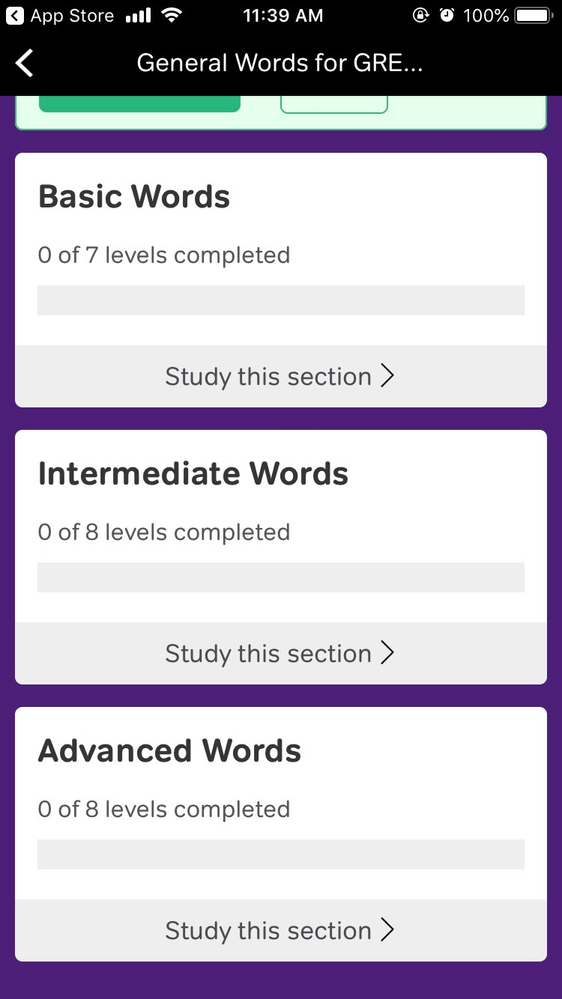 App Store 11:39 AM 100%
General Words for GRE...
Basic Words
0 of 7 levels completed
Study this section
Intermediate Words
0 of 8 levels completed
Study this section
Advanced Words
0 of 8 levels completed
Study this section